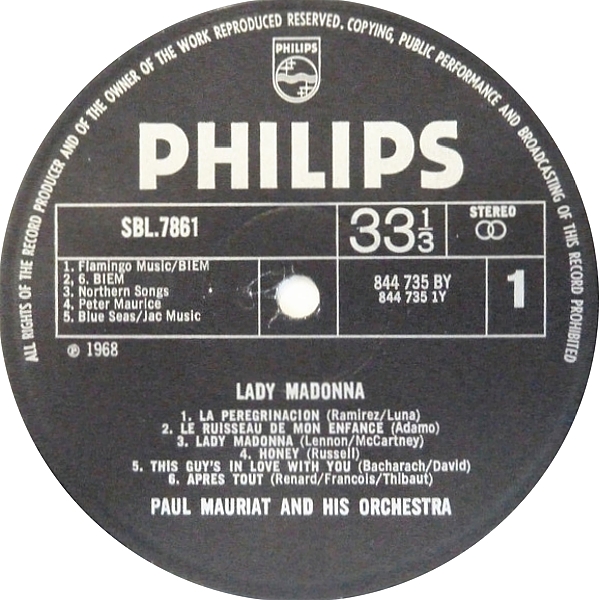 ALL RIGHTS OF THE RECORD PRODUCER AND OF THE OWNER OF THE WORK REPRODUCED RESERVED. COPYING, PUBLIC PERFORMANCE AND BROADCASTING OF THIS RECORD PROHIBITED
PHILIPS
PHILIPS
SBL.7861
33 1/3
STEREO
1. Flamingo Music/BIEM
2, 6. BIEM
3. Northern Songs
4. Peter Maurice
5. Blue Seas/Jac Music
844 735 BY
844 735 1Y
1
℗ 1968
LADY MADONNA
1. LA PEREGRINACION (Ramirez/Luna)
2. LE RUISSEAU DE MON ENFANCE (Adamo)
3. LADY MADONNA (Lennon/McCartney)
4. HONEY (Russell)
5. THIS GUY'S IN LOVE WITH YOU (Bacharach/David)
6. APRES TOUT (Renard/Francois/Thibaut)
PAUL MAURIAT AND HIS ORCHESTRA